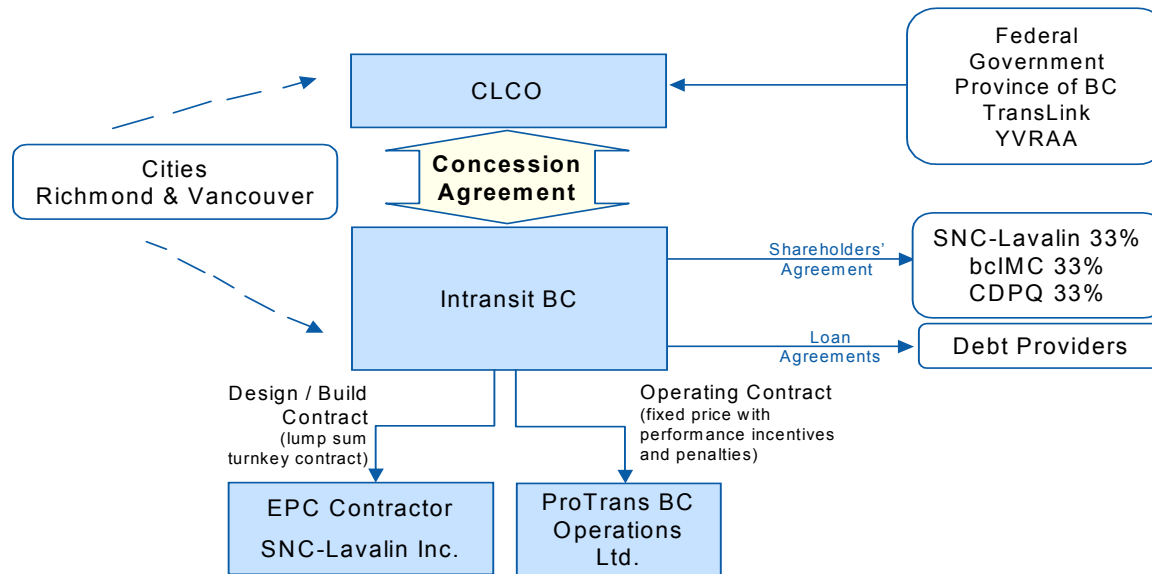 Federal
Government
Province of BC
TransLink
YVRAA
CLCO
Cities
Richmond & Vancouver
Concession
Agreement
Intransit BC
Shareholders'
Agreement
SNC-Lavalin 33%
bcIMC 33%
CDPQ 33%
Loan
Agreements
Debt Providers
Design / Build
Contract
(lump sum
turnkey contract)
Operating Contract
(fixed price with
performance incentives
and penalties)
EPC Contractor
SNC-Lavalin Inc.
ProTrans BC
Operations
Ltd.